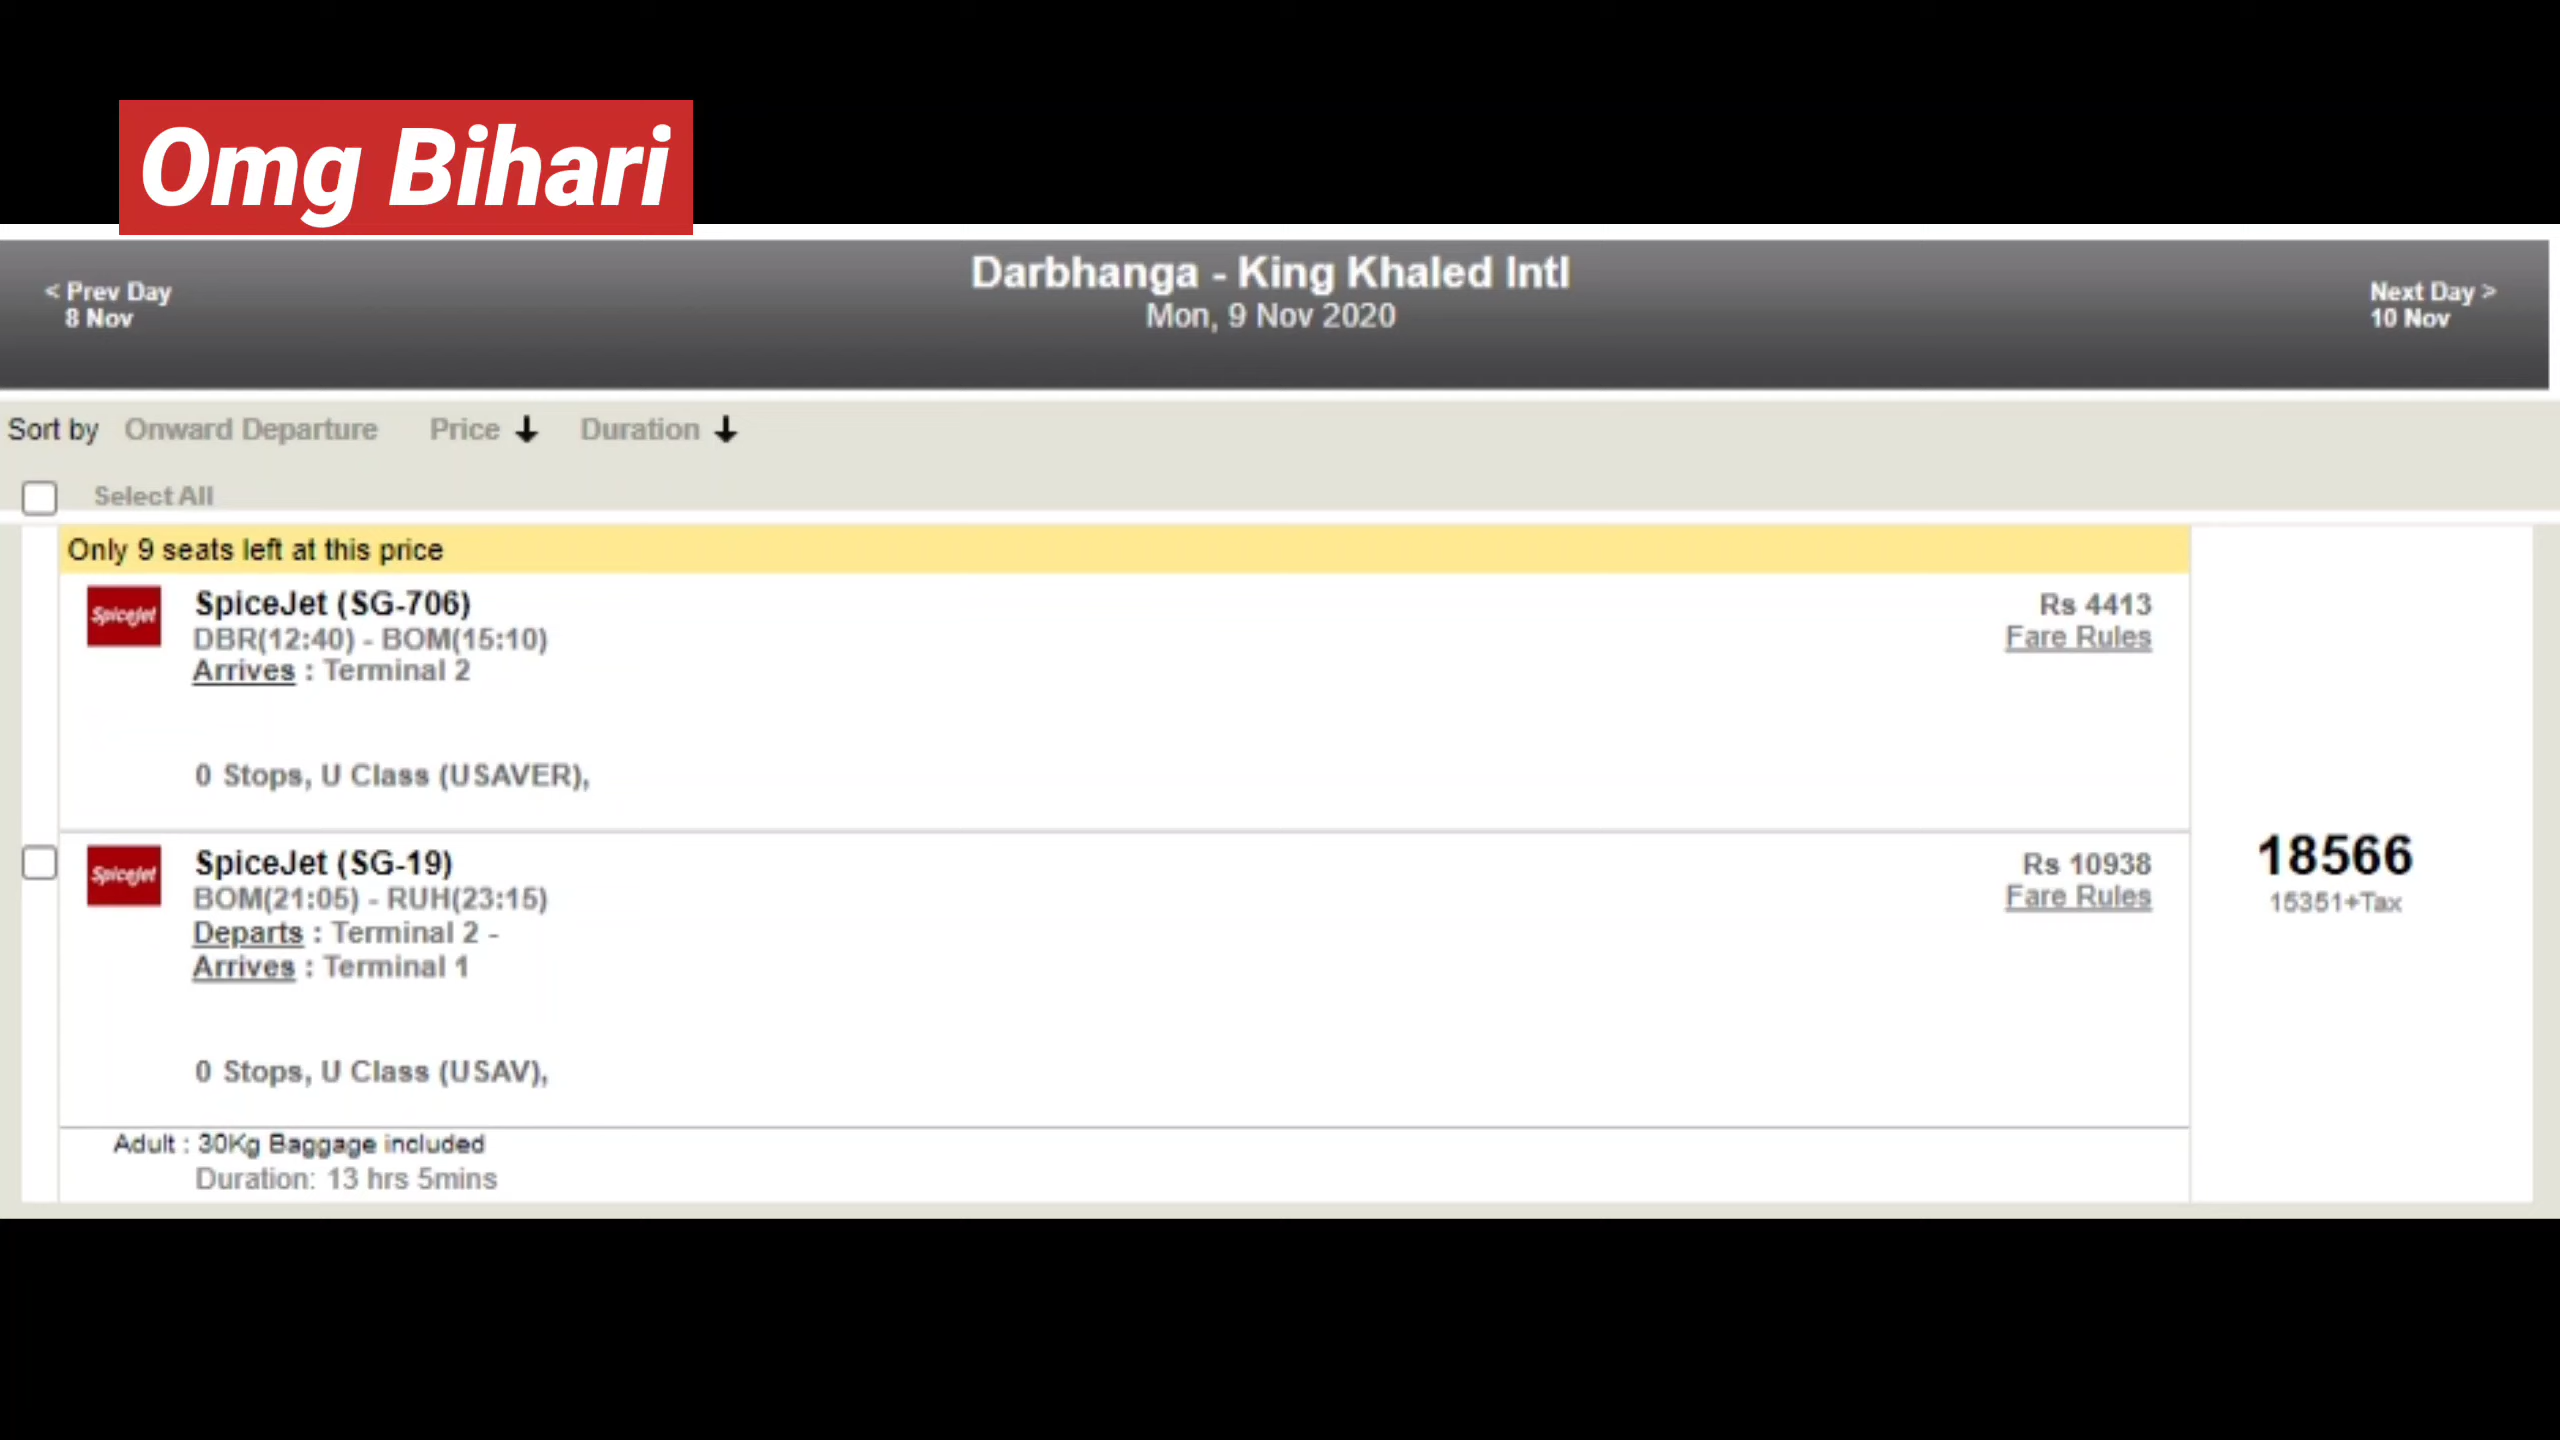 Omg Bihari
< Prev Day
8 Nov
Darbhanga - King Khaled Intl
Mon, 9 Nov 2020
Next Day >
10 Nov
Sort by Onward Departure Price ↓ Duration ↓
Select All
Only 9 seats left at this price
SpiceJet
SpiceJet (SG-706)
DBR(12:40) - BOM(15:10)
Arrives : Terminal 2
Rs 4413
Fare Rules
0 Stops, U Class (USAVER),
SpiceJet
SpiceJet (SG-19)
BOM(21:05) - RUH(23:15)
Departs : Terminal 2 -
Arrives : Terminal 1
Rs 10938
Fare Rules
0 Stops, U Class (USAV),
18566
15351+Tax
Adult : 30Kg Baggage included
Duration: 13 hrs 5mins